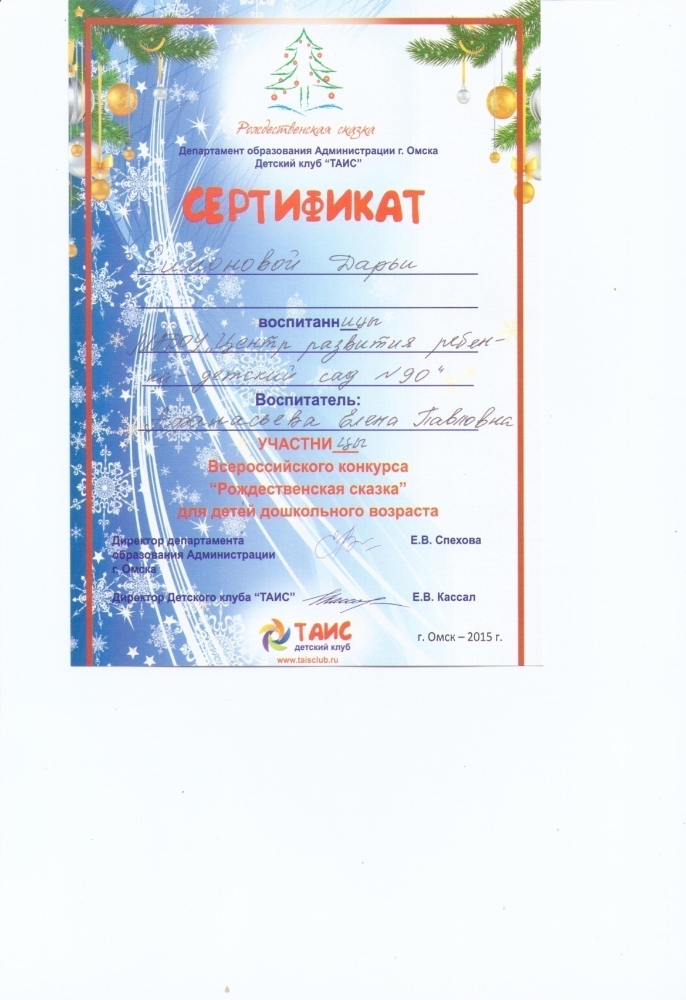 Рождественская сказка
Департамент образования Администрации г. Омска
Детский клуб “ТАИС”
СЕРТИФИКАТ
Симоновой Дарьи
воспитанницы
МБДОУ „Центр развития ребен-
ка - детский сад №90“
Воспитатель:
Афанасьева Елена Павловна
УЧАСТНИцы
Всероссийского конкурса
“Рождественская сказка”
для детей дошкольного возраста
Директор департамента
образования Администрации
г. Омска
Е.В. Спехова
Директор Детского клуба “ТАИС”
Е.В. Кассал
ТАИС
детский клуб
www.taisclub.ru
г. Омск – 2015 г.